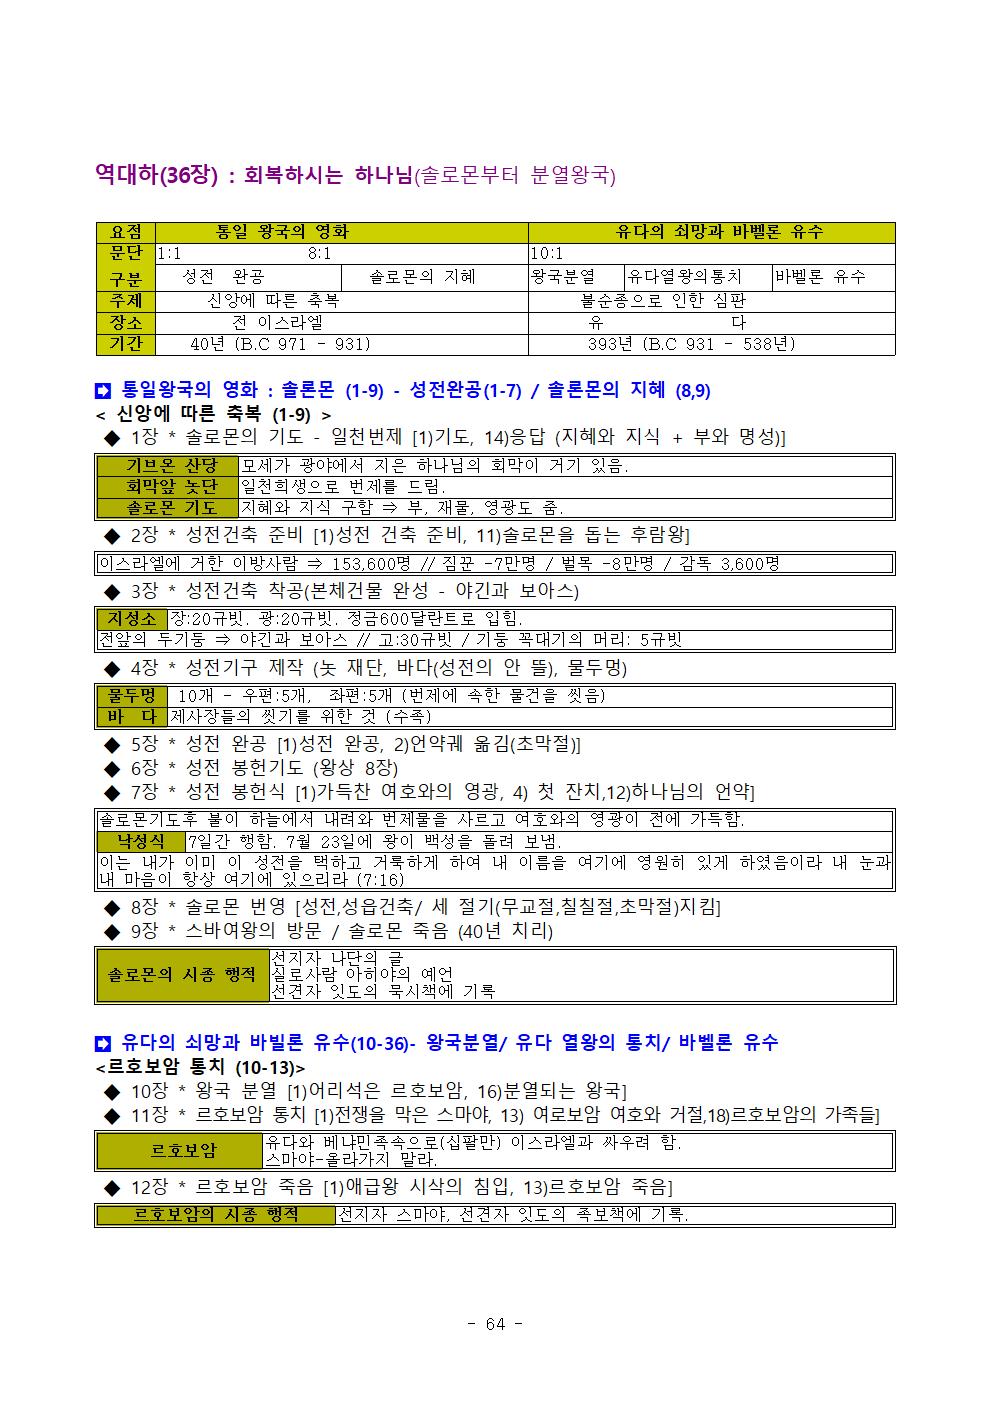 역대하(36장) : 회복하시는 하나님(솔로몬부터 분열왕국)
요점 통일 왕국의 영화 유다의 쇠망과 바벨론 유수
문단 1:1 8:1 10:1
구분 성전 완공 솔로몬의 지혜 왕국분열 유다열왕의통치 바벨론 유수
주제 신앙에 따른 축복 불순종으로 인한 심판
장소 전 이스라엘 유 다
기간 40년 (B.C 971 - 931) 393년 (B.C 931 - 538년)
➡ 통일왕국의 영화 : 솔론몬 (1-9) - 성전완공(1-7) / 솔론몬의 지혜 (8,9)
< 신앙에 따른 축복 (1-9) >
◆ 1장 * 솔로몬의 기도 - 일천번제 [1)기도, 14)응답 (지혜와 지식 + 부와 명성)]
기브온 산당 모세가 광야에서 지은 하나님의 회막이 거기 있음.
회막앞 놋단 일천희생으로 번제를 드림.
솔로몬 기도 지혜와 지식 구함 ⇒ 부, 재물, 영광도 줌.
◆ 2장 * 성전건축 준비 [1)성전 건축 준비, 11)솔로몬을 돕는 후람왕]
이스라엘에 거한 이방사람 ⇒ 153,600명 // 짐꾼 -7만명 / 벌목 -8만명 / 감독 3,600명
◆ 3장 * 성전건축 착공(본체건물 완성 - 야긴과 보아스)
지성소 장:20규빗. 광:20규빗. 정금600달란트로 입힘.
전앞의 두기둥 ⇒ 야긴과 보아스 // 고:30규빗 / 기둥 꼭대기의 머리: 5규빗
◆ 4장 * 성전기구 제작 (놋 재단, 바다(성전의 안 뜰), 물두멍)
물두멍 10개 - 우편:5개, 좌편:5개 (번제에 속한 물건을 씻음)
바 다 제사장들의 씻기를 위한 것 (수족)
◆ 5장 * 성전 완공 [1)성전 완공, 2)언약궤 옮김(초막절)]
◆ 6장 * 성전 봉헌기도 (왕상 8장)
◆ 7장 * 성전 봉헌식 [1)가득찬 여호와의 영광, 4) 첫 잔치,12)하나님의 언약]
솔로몬기도후 불이 하늘에서 내려와 번제물을 사르고 여호와의 영광이 전에 가득함.
낙성식 7일간 행함. 7월 23일에 왕이 백성을 돌려 보냄.
이는 내가 이미 이 성전을 택하고 거룩하게 하여 내 이름을 여기에 영원히 있게 하였음이라 내 눈과
내 마음이 항상 여기에 있으리라 (7:16)
◆ 8장 * 솔로몬 번영 [성전,성읍건축/ 세 절기(무교절,칠칠절,초막절)지킴]
◆ 9장 * 스바여왕의 방문 / 솔로몬 죽음 (40년 치리)
솔로몬의 시종 행적 선지자 나단의 글
실로사람 아히야의 예언
선견자 잇도의 묵시책에 기록
➡ 유다의 쇠망과 바빌론 유수(10-36)- 왕국분열/ 유다 열왕의 통치/ 바벨론 유수
<르호보암 통치 (10-13)>
◆ 10장 * 왕국 분열 [1)어리석은 르호보암, 16)분열되는 왕국]
◆ 11장 * 르호보암 통치 [1)전쟁을 막은 스마야, 13) 여로보암 여호와 거절,18)르호보암의 가족들]
르호보암 유다와 베냐민족속으로(십팔만) 이스라엘과 싸우려 함.
스마야-올라가지 말라.
◆ 12장 * 르호보암 죽음 [1)애급왕 시삭의 침입, 13)르호보암 죽음]
르호보암의 시종 행적 선지자 스마야, 선견자 잇도의 족보책에 기록.
- 64 -